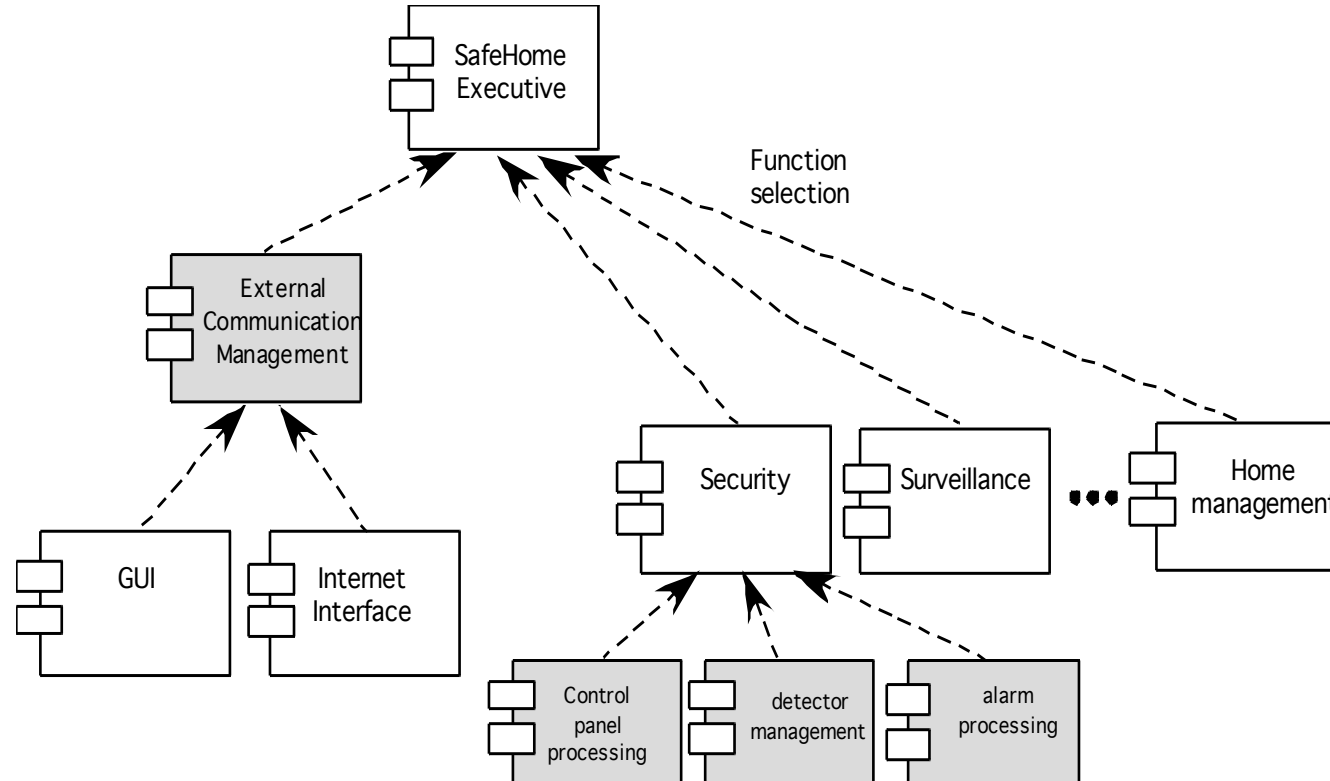 SafeHome
Executive
Function
selection
External
Communication
Management
Security
Surveillance
Home
management
GUI
Internet
Interface
Control
panel
processing
detector
management
alarm
processing